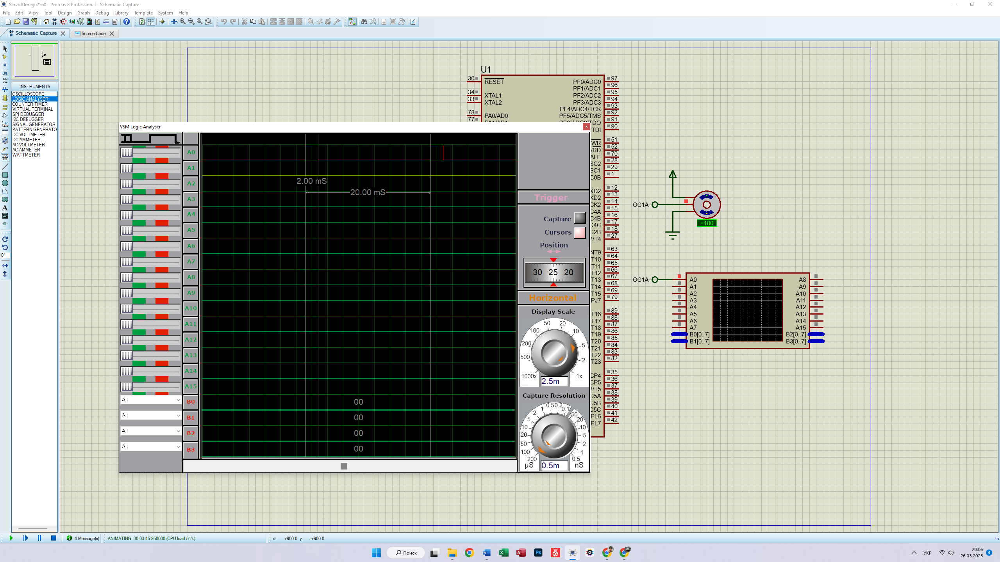 ServoATmega2560 - Proteus 8 Professional - Schematic Capture
File Edit View Tool Design Graph Debug Library Template System Help
Schematic Capture
Source Code
INSTRUMENTS
OSCILLOSCOPE
LOGIC ANALYSER
COUNTER TIMER
VIRTUAL TERMINAL
SPI DEBUGGER
I2C DEBUGGER
SIGNAL GENERATOR
PATTERN GENERATO
DC VOLTMETER
DC AMMETER
AC VOLTMETER
AC AMMETER
WATTMETER
0°
U1
30 RESET PF0/ADC0 97
PF1/ADC1 96
34 XTAL1 PF2/ADC2 95
33 XTAL2 PF3/ADC3 94
PF4/ADC4/TCK 93
78 PA0/AD0 PF5/ADC5/TMS 92
77 TDO 91
/TDI 90
WR 51
/RD 52
ALE 70
SC2 28
SC1 29
C0B 1
XD2 12
XD2 13
CK2 14
C4A 15
C4B 16
C4C 17
C2B 18
7/T4 27
NT9 63
T10 64
T11 65
T12 66
T13 67
T14 68
T15 69
PJ7 79
T16 89
T17 88
T18 87
T19 86
T20 85
T21 84
T22 83
T23 82
CP4 35
CP5 36
2/T5 37
C5A 38
C5B 39
C5C 40
PL6 41
PL7 42
VSM Logic Analyser
x
A0
A1
A2
A3
A4
A5
A6
A7
A8
A9
A10
A11
A12
A13
A14
A15
All B0 00
All B1 00
All B2 00
All B3 00
2.00 mS
20.00 mS
Trigger
Capture
Cursors
Position
30 25 20
Horizontal
Display Scale
50 20
100 10
200 5
500 2
1000x 1x
2.5m
Capture Resolution
0.5 0.2
1 0.1
2 50
5 20
10 10
20 5
50 2
100 1
200 0.5
µS nS
0.5m
OC1A
+180
OC1A
A0 A8
A1 A9
A2 A10
A3 A11
A4 A12
A5 A13
A6 A14
A7 A15
B0[0..7] B2[0..7]
B1[0..7] B3[0..7]
4 Message(s)
ANIMATING: 00:03:45.950000 (CPU load 51%)
x: +900.0 y: +900.0
th
Поиск
Ps
УКР
20:06
26.03.2023
4